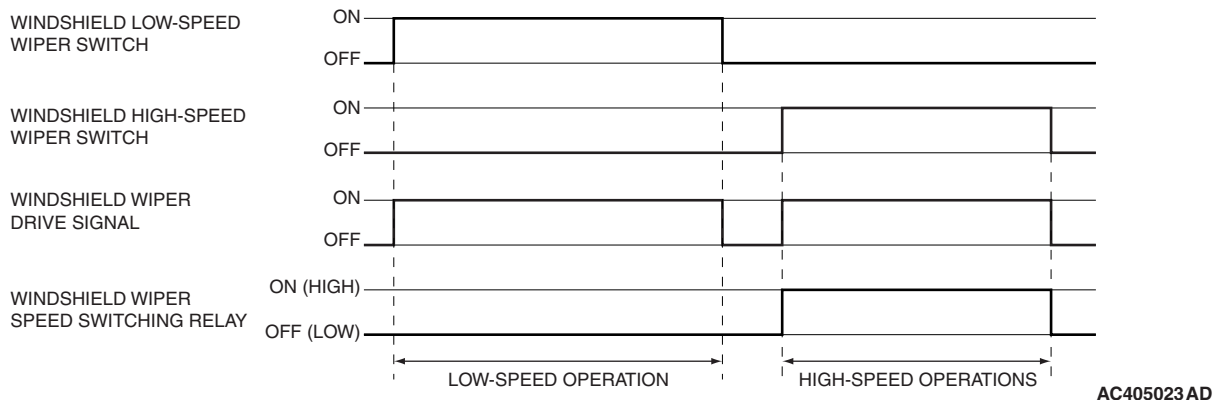 WINDSHIELD LOW-SPEED
WIPER SWITCH
ON
OFF
WINDSHIELD HIGH-SPEED
WIPER SWITCH
ON
OFF
WINDSHIELD WIPER
DRIVE SIGNAL
ON
OFF
WINDSHIELD WIPER
SPEED SWITCHING RELAY
ON (HIGH)
OFF (LOW)
LOW-SPEED OPERATION
HIGH-SPEED OPERATIONS
AC405023AD